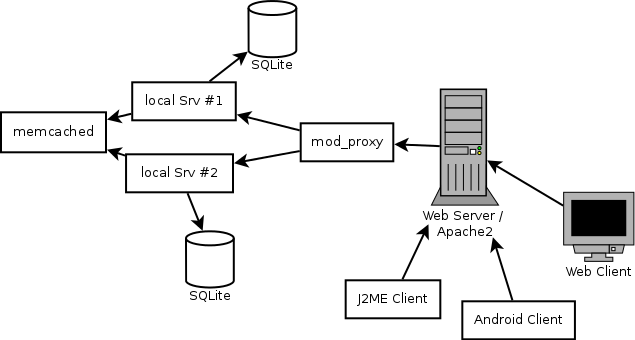 SQLite
local Srv #1
memcached
mod_proxy
local Srv #2
Web Server /
Apache2
Web Client
SQLite
J2ME Client
Android Client